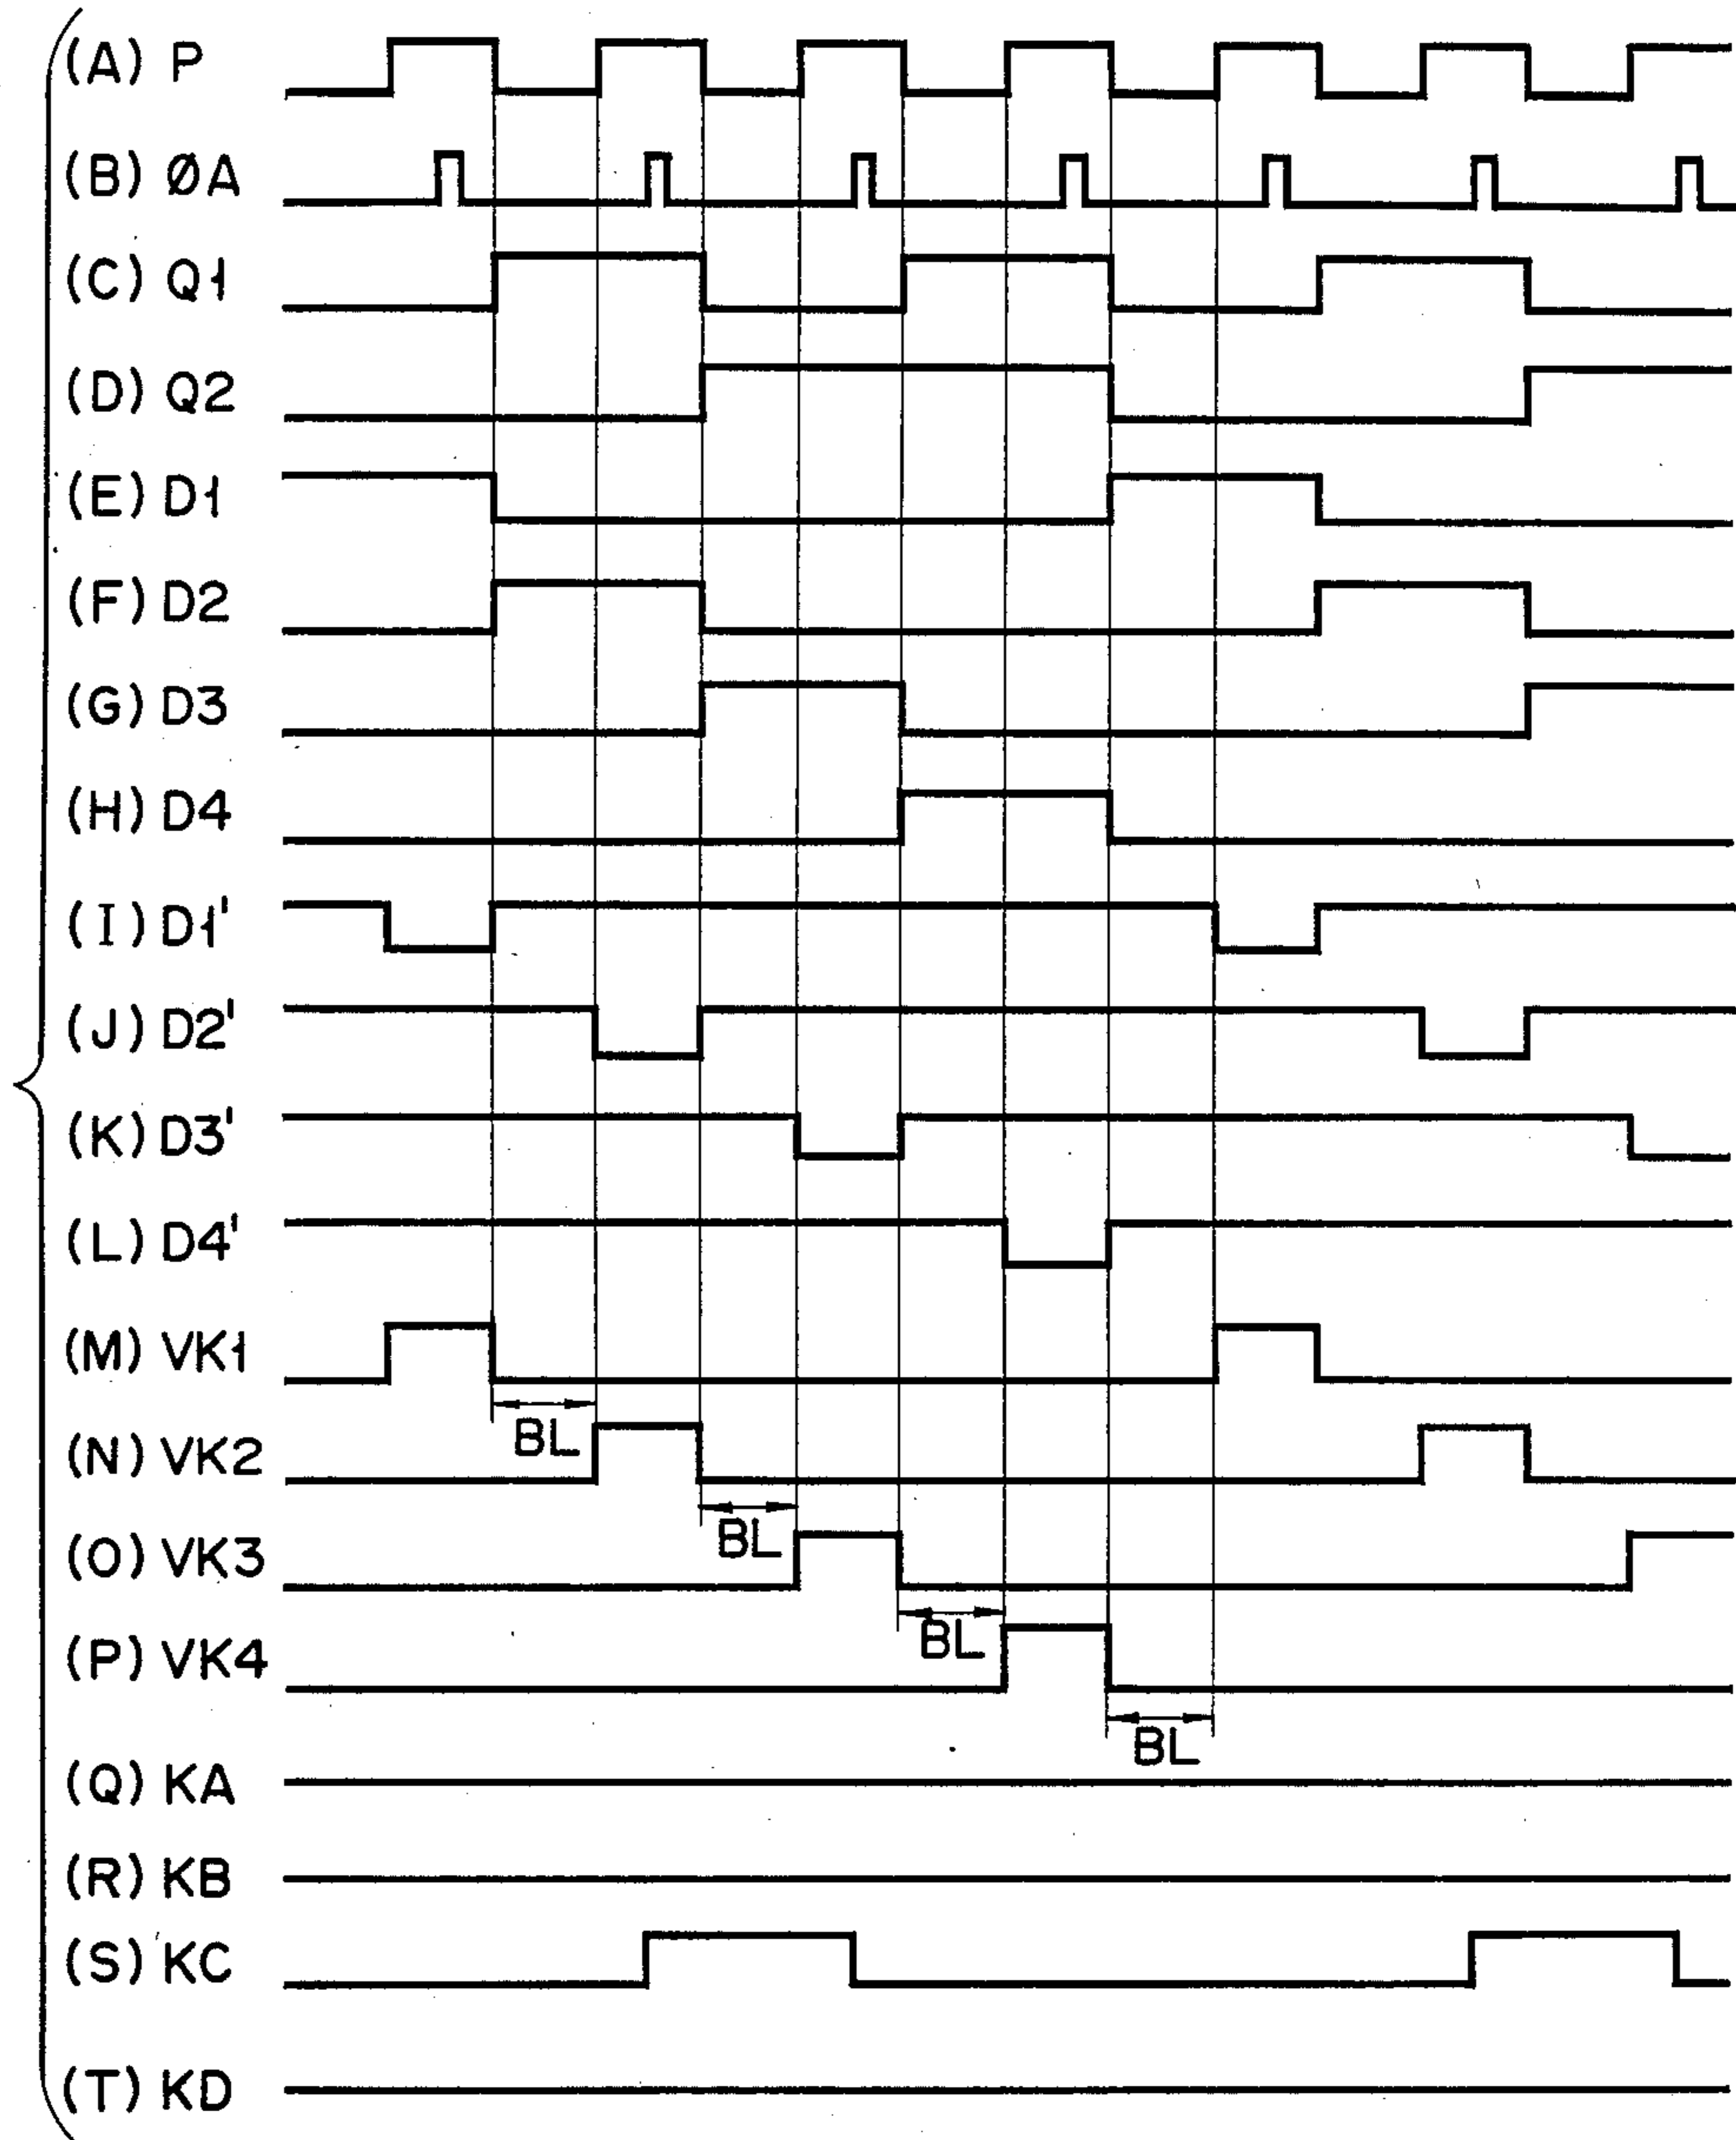 (A) P
(B) ØA
(C) Q1
(D) Q2
(E) D1
(F) D2
(G) D3
(H) D4
(I) D1'
(J) D2'
(K) D3'
(L) D4'
(M) VK1
BL
(N) VK2
BL
(O) VK3
BL
(P) VK4
BL
(Q) KA
(R) KB
(S) KC
(T) KD